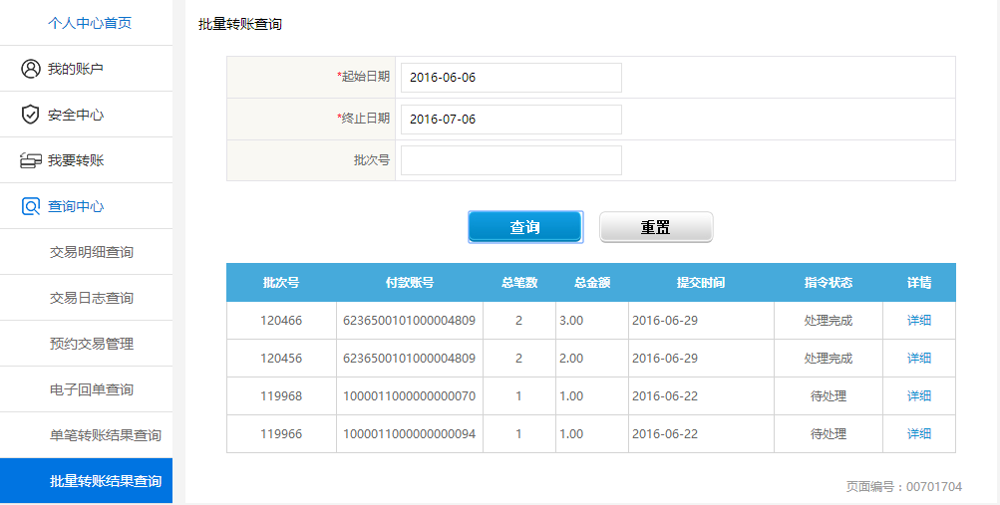 个人中心首页
我的账户
安全中心
我要转账
查询中心
交易明细查询
交易日志查询
预约交易管理
电子回单查询
单笔转账结果查询
批量转账结果查询
批量转账查询
*起始日期 2016-06-06
*终止日期 2016-07-06
批次号
查询 重置
批次号 付款账号 总笔数 总金额 提交时间 指令状态 详情
120466 6236500101000004809 2 3.00 2016-06-29 处理完成 详细
120456 6236500101000004809 2 2.00 2016-06-29 处理完成 详细
119968 1000011000000000070 1 1.00 2016-06-22 待处理 详细
119966 1000011000000000094 1 1.00 2016-06-22 待处理 详细
页面编号：00701704